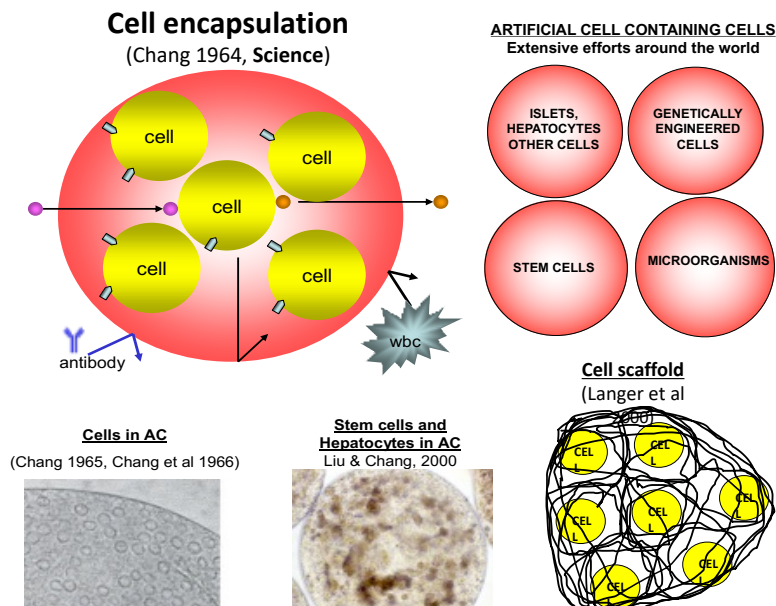 Cell encapsulation
(Chang 1964, Science)
cell
cell
cell
cell
cell
antibody
wbc
ARTIFICIAL CELL CONTAINING CELLS
Extensive efforts around the world
ISLETS,
HEPATOCYTES
OTHER CELLS
GENETICALLY
ENGINEERED
CELLS
STEM CELLS
MICROORGANISMS
Cells in AC
(Chang 1965, Chang et al 1966)
Stem cells and
Hepatocytes in AC
Liu & Chang, 2000
Cell scaffold
(Langer et al
CEL
L
CEL
L
CEL
L
CEL
L
CEL
L
CEL
L
CEL
L